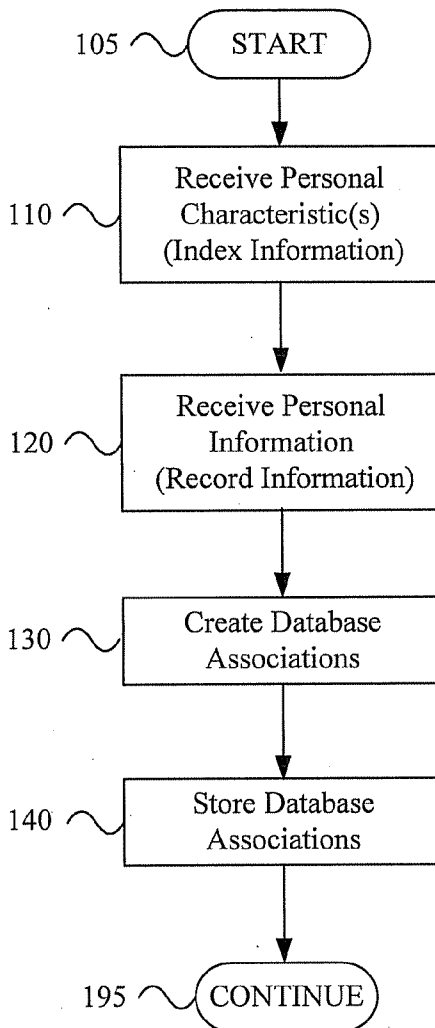 105
START
110
Receive Personal
Characteristic(s)
(Index Information)
120
Receive Personal
Information
(Record Information)
130
Create Database
Associations
140
Store Database
Associations
195
CONTINUE